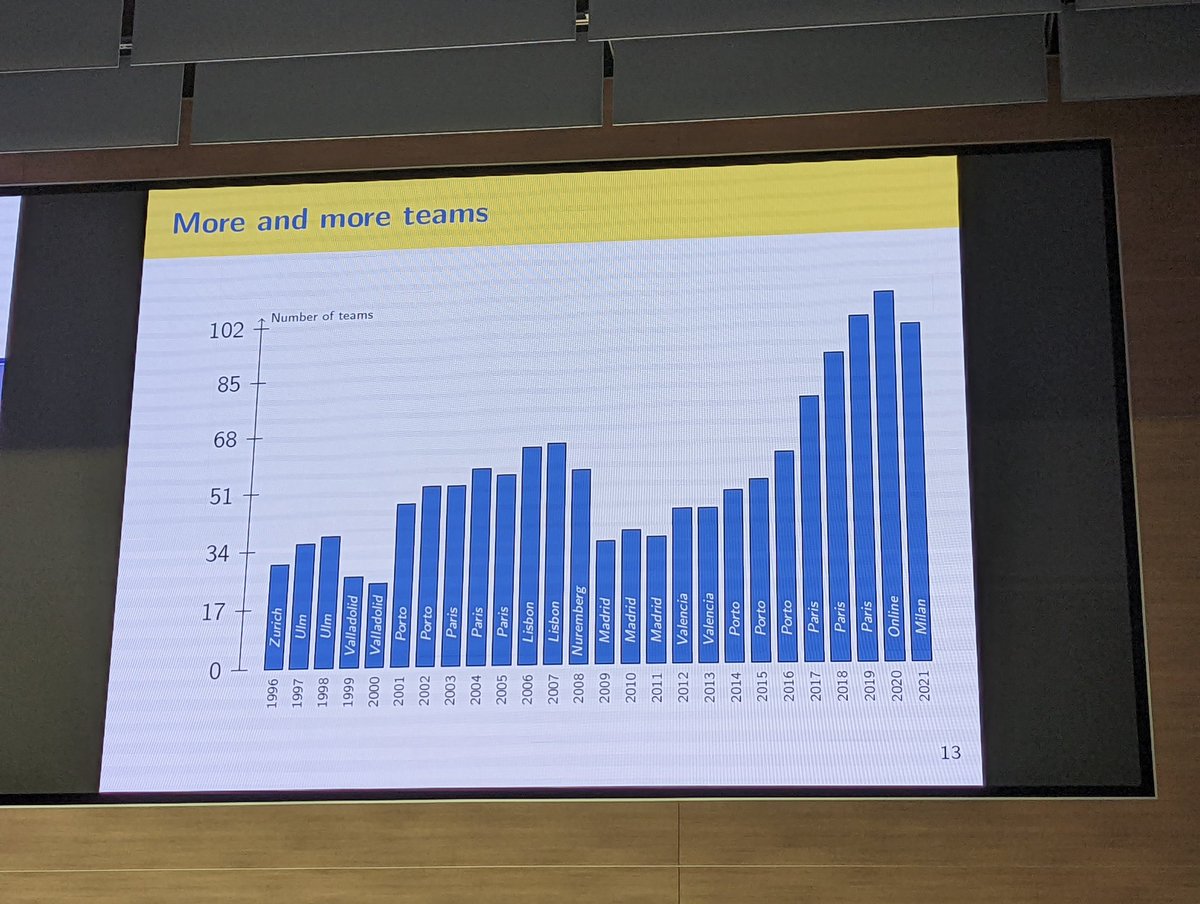 More and more teams
Number of teams
102
85
68
51
34
17
0
Zurich
Ulm
Ulm
Valladolid
Valladolid
Porto
Porto
Paris
Paris
Paris
Lisbon
Lisbon
Nuremberg
Madrid
Madrid
Madrid
Valencia
Valencia
Porto
Porto
Porto
Paris
Paris
Paris
Online
Milan
1996
1997
1998
1999
2000
2001
2002
2003
2004
2005
2006
2007
2008
2009
2010
2011
2012
2013
2014
2015
2016
2017
2018
2019
2020
2021
13